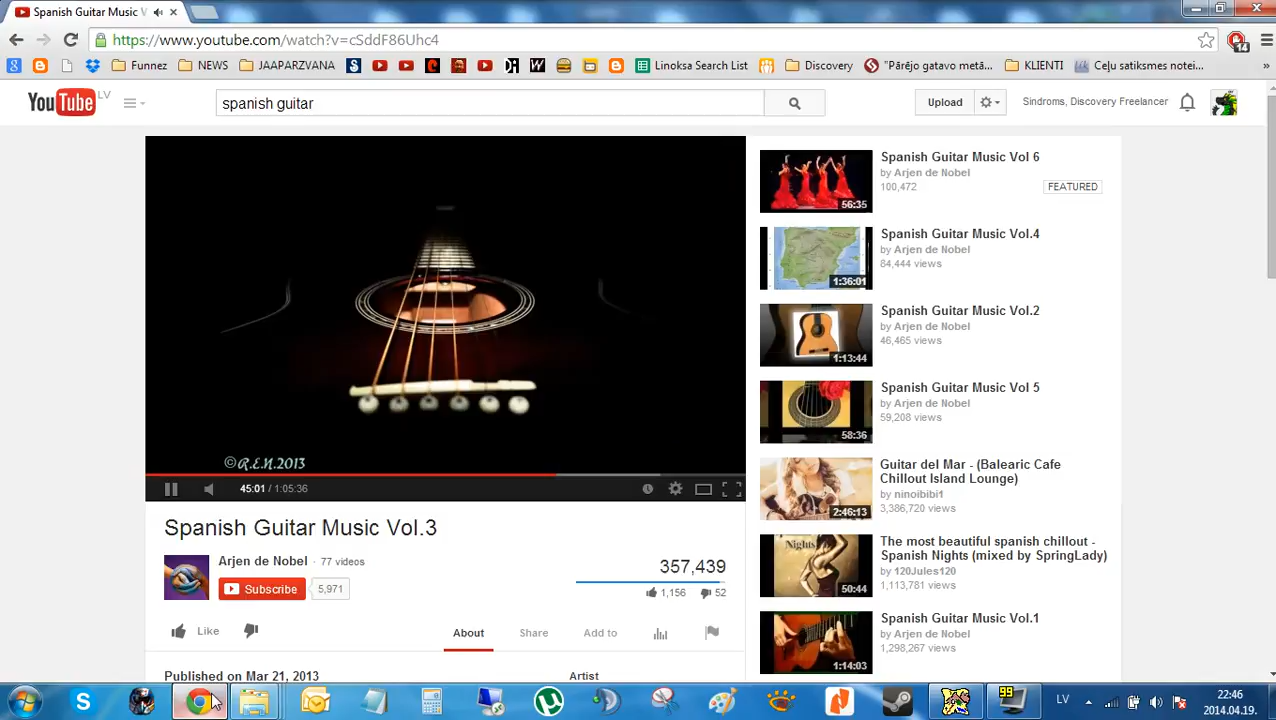 Spanish Guitar Music V
https://www.youtube.com/watch?v=cSddF86Uhc4
14
Funnez
NEWS
JAAPARZVANA
Linoksa Search List
Discovery
"Pārējo gatavo metā...
KLIENTI
Ceļu satiksmes notei...
»
YouTube LV
spanish guitar
Upload
Sindroms, Discovery Freelancer
©R.E.N.2013
45:01 / 1:05:36
Spanish Guitar Music Vol.3
Arjen de Nobel · 77 videos
Subscribe
5,971
357,439
1,156
52
Like
About
Share
Add to
Published on Mar 21, 2013
Artist
Spanish Guitar Music Vol 6
by Arjen de Nobel
100,472
FEATURED
56:35
Spanish Guitar Music Vol.4
by Arjen de Nobel
84,444 views
1:36:01
Spanish Guitar Music Vol.2
by Arjen de Nobel
46,465 views
1:13:44
Spanish Guitar Music Vol 5
by Arjen de Nobel
59,208 views
58:36
Guitar del Mar - (Balearic Cafe
Chillout Island Lounge)
by ninoibibi1
3,386,720 views
2:46:13
The most beautiful spanish chillout -
Spanish Nights (mixed by SpringLady)
by 120Jules120
1,113,781 views
Nights
50:44
Spanish Guitar Music Vol.1
by Arjen de Nobel
1,298,267 views
1:14:03
99
LV
22:46
2014.04.19.